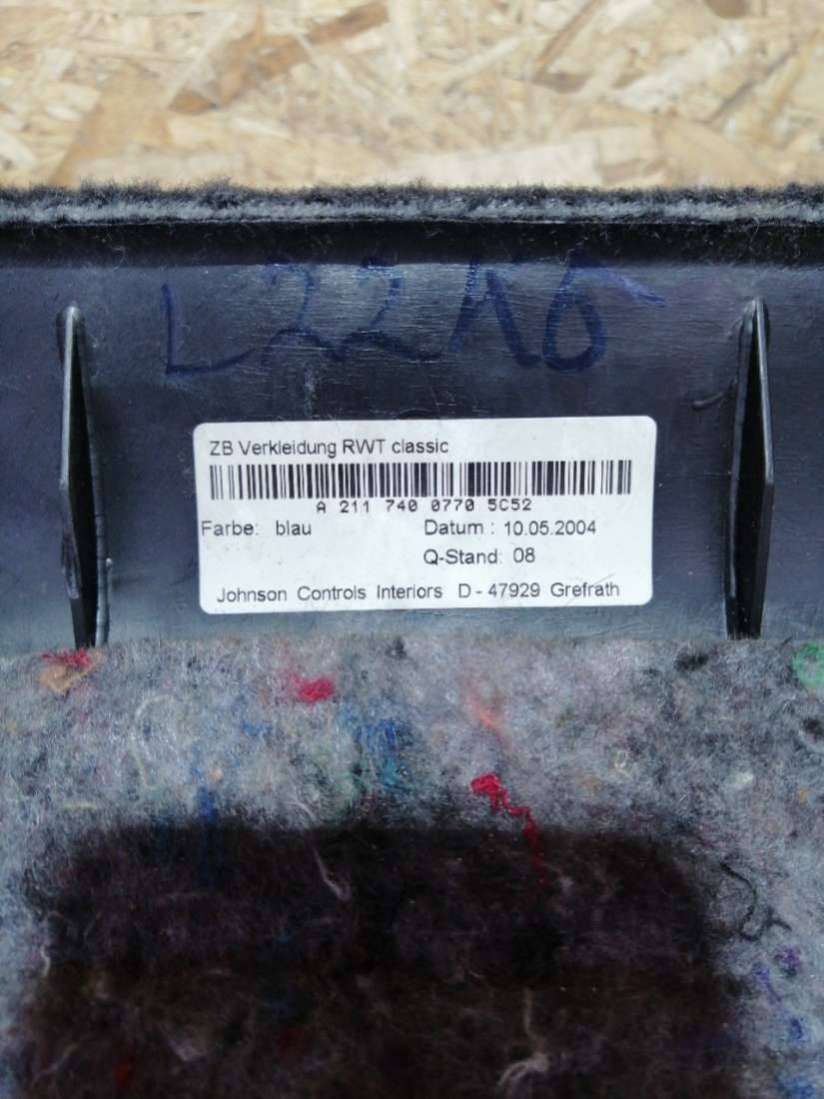 L22A6
ZB Verkleidung RWT classic
A 211 740 0770 5C52
Farbe: blau Datum : 10.05.2004
Q-Stand: 08
Johnson Controls Interiors D - 47929 Grefrath